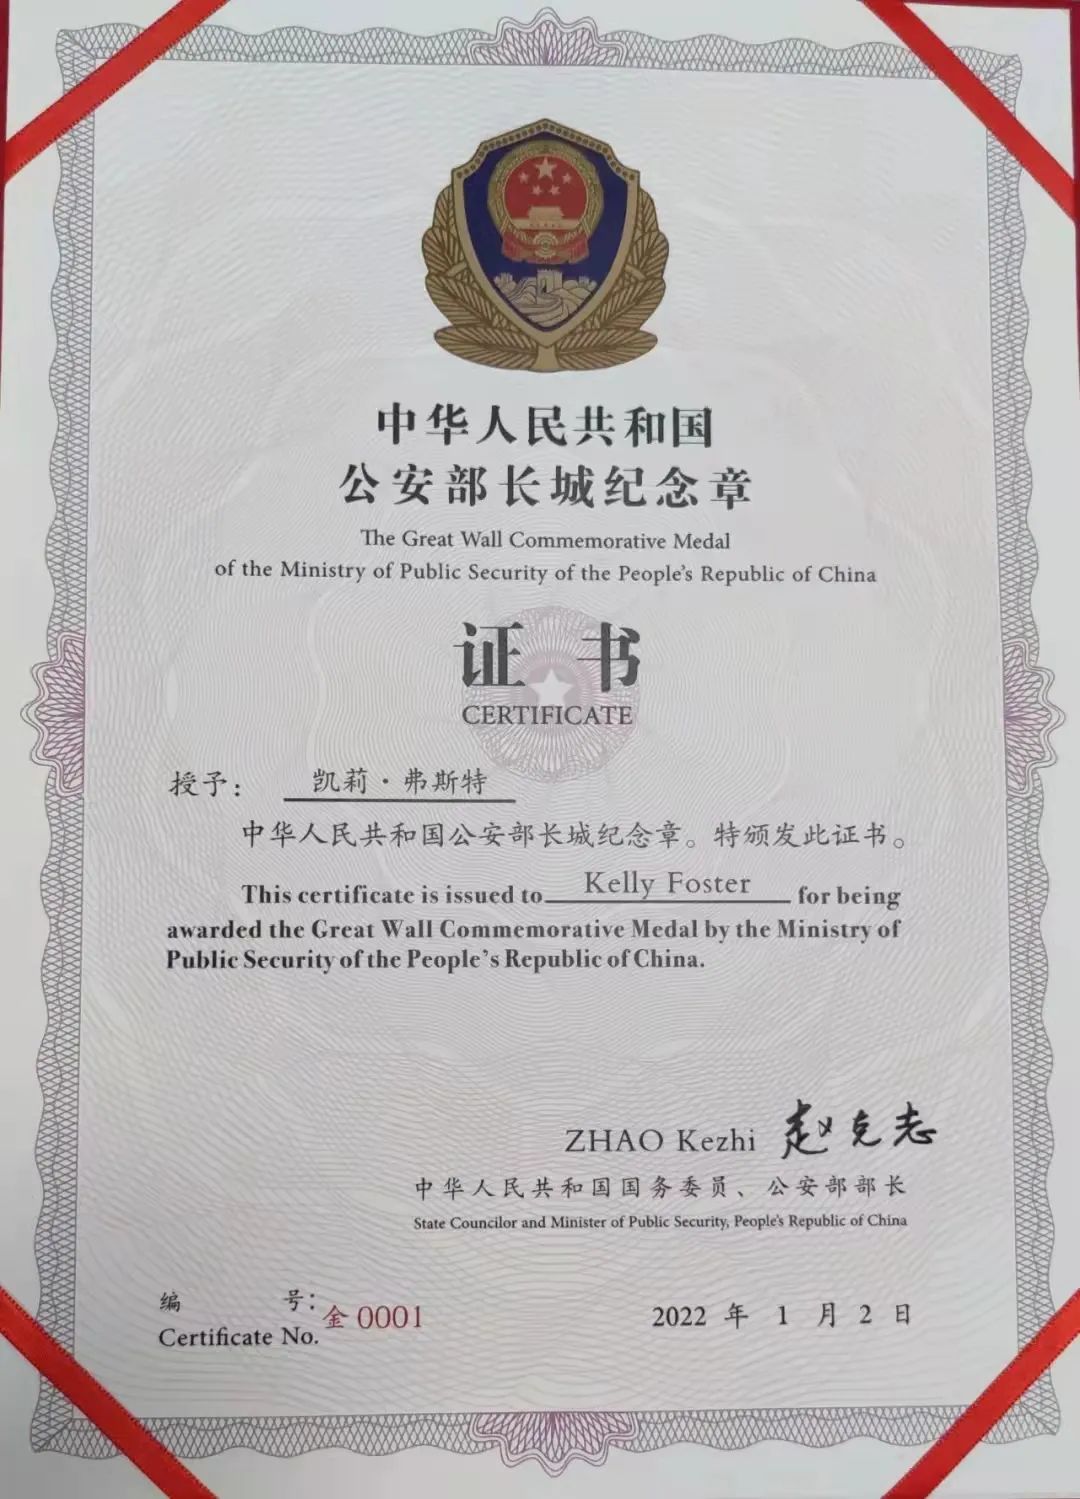 中华人民共和国
公安部长城纪念章
The Great Wall Commemorative Medal
of the Ministry of Public Security of the People's Republic of China
证 书
CERTIFICATE
授予： 凯莉·弗斯特
中华人民共和国公安部长城纪念章。特颁发此证书。
This certificate is issued to Kelly Foster for being
awarded the Great Wall Commemorative Medal by the Ministry of
Public Security of the People's Republic of China.
ZHAO Kezhi 赵克志
中华人民共和国国务委员、公安部部长
State Councilor and Minister of Public Security, People's Republic of China
编 号：金 0001
Certificate No.
2022 年 1 月 2 日